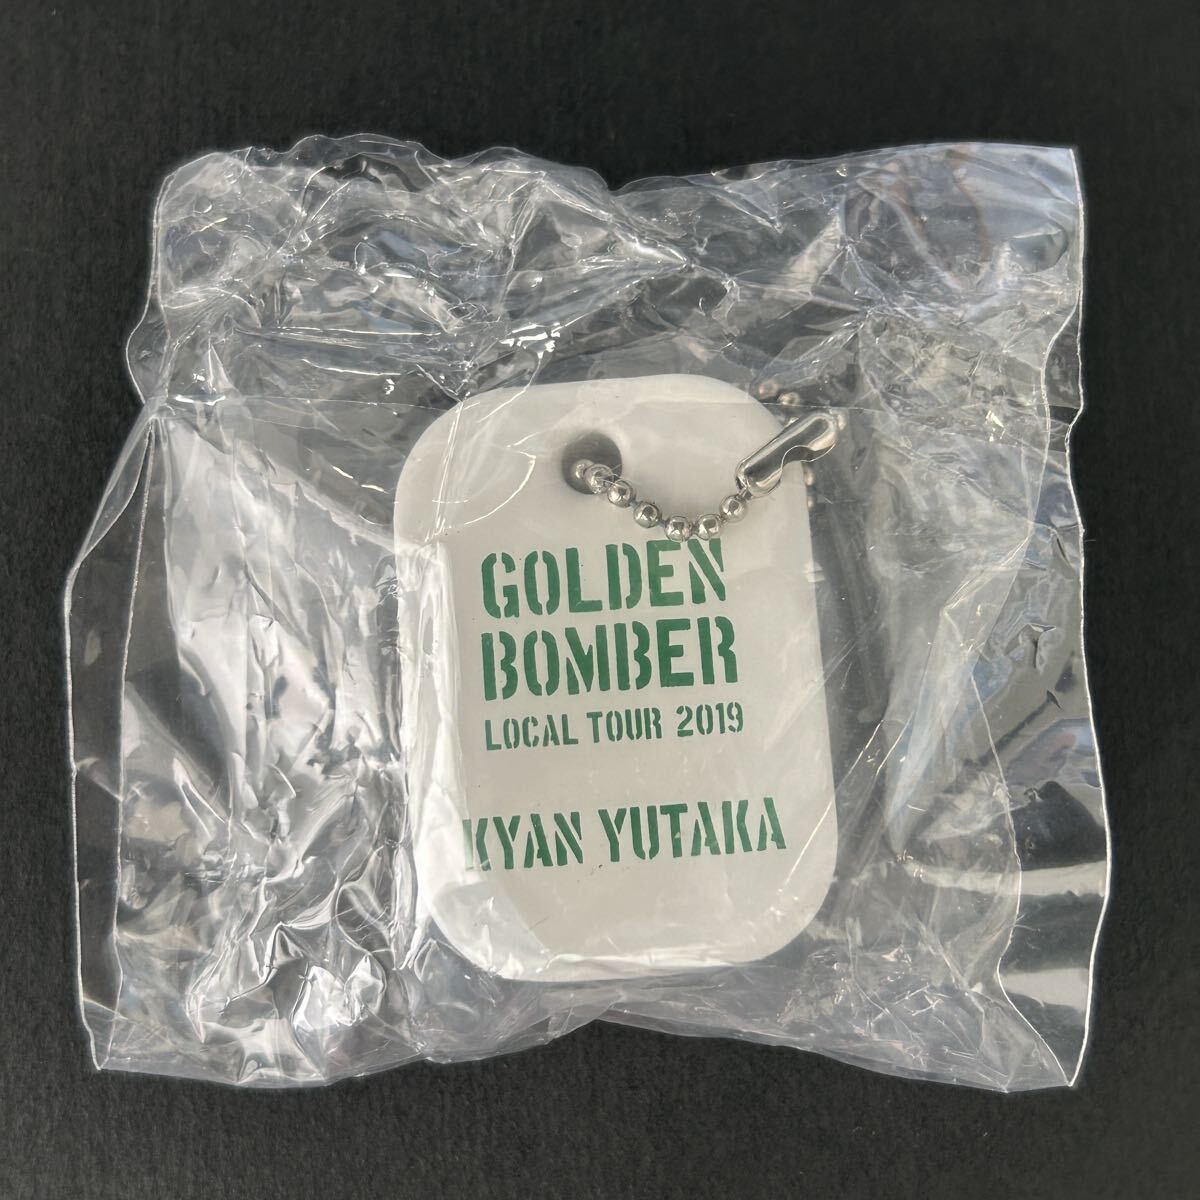 GOLDEN
BOMBER
LOCAL TOUR 2019
KYAN YUTAKA